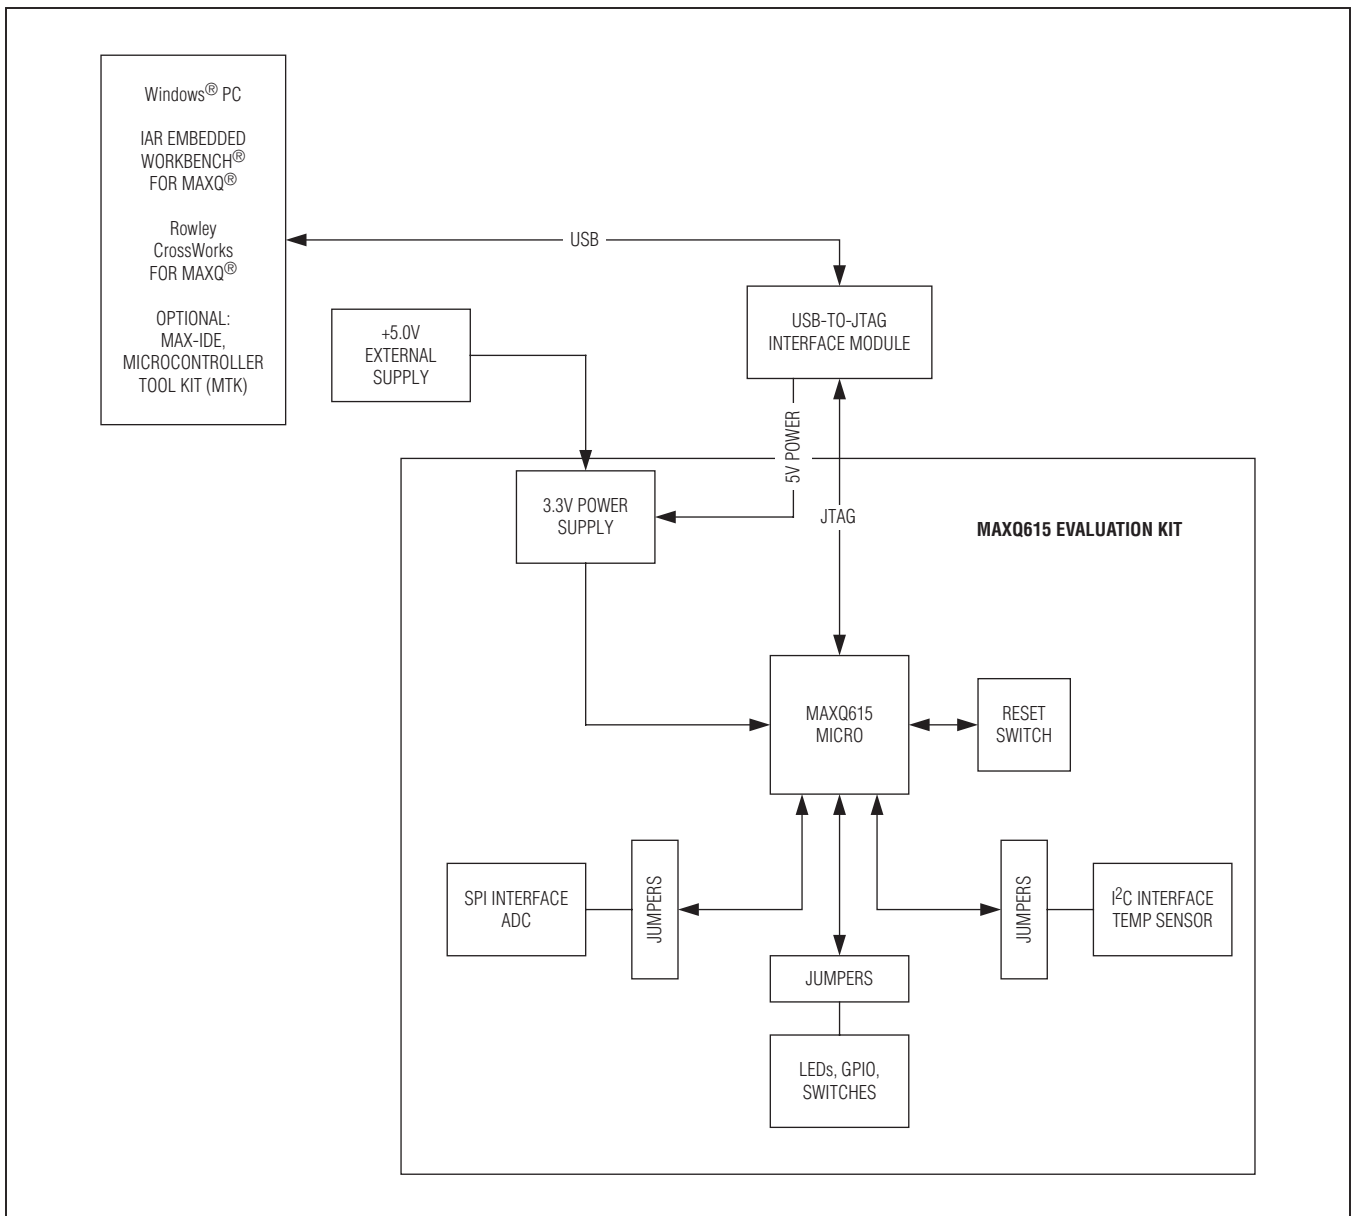 Windows® PC
IAR EMBEDDED
WORKBENCH®
FOR MAXQ®
Rowley
CrossWorks
FOR MAXQ®
OPTIONAL:
MAX-IDE,
MICROCONTROLLER
TOOL KIT (MTK)
USB
+5.0V
EXTERNAL
SUPPLY
USB-TO-JTAG
INTERFACE MODULE
5V POWER
3.3V POWER
SUPPLY
JTAG
MAXQ615 EVALUATION KIT
MAXQ615
MICRO
RESET
SWITCH
SPI INTERFACE
ADC
JUMPERS
JUMPERS
LEDs, GPIO,
SWITCHES
JUMPERS
I²C INTERFACE
TEMP SENSOR